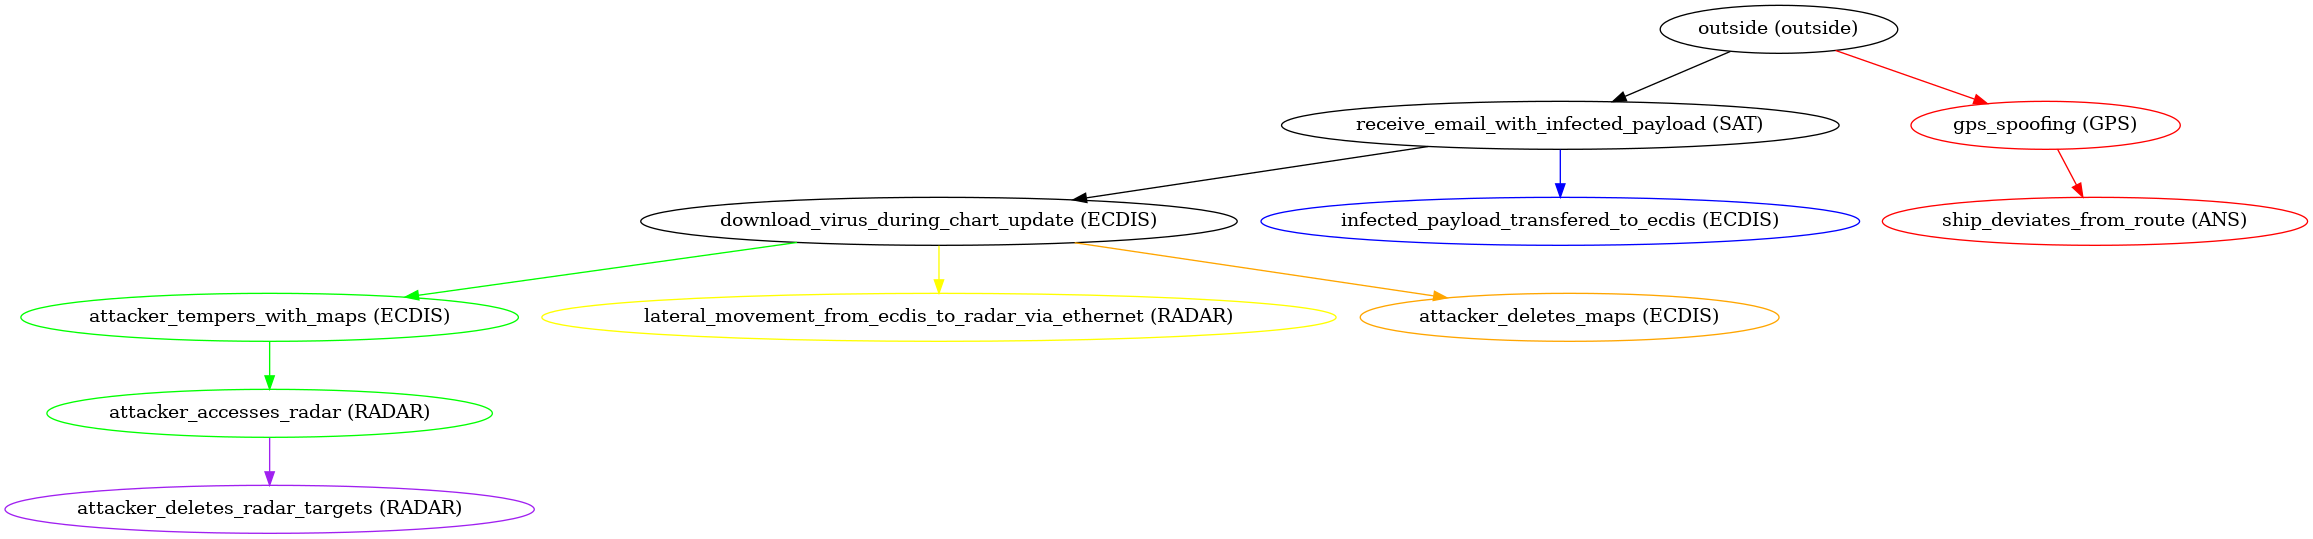 outside (outside)
receive_email_with_infected_payload (SAT)
gps_spoofing (GPS)
download_virus_during_chart_update (ECDIS)
infected_payload_transfered_to_ecdis (ECDIS)
ship_deviates_from_route (ANS)
attacker_tempers_with_maps (ECDIS)
lateral_movement_from_ecdis_to_radar_via_ethernet (RADAR)
attacker_deletes_maps (ECDIS)
attacker_accesses_radar (RADAR)
attacker_deletes_radar_targets (RADAR)